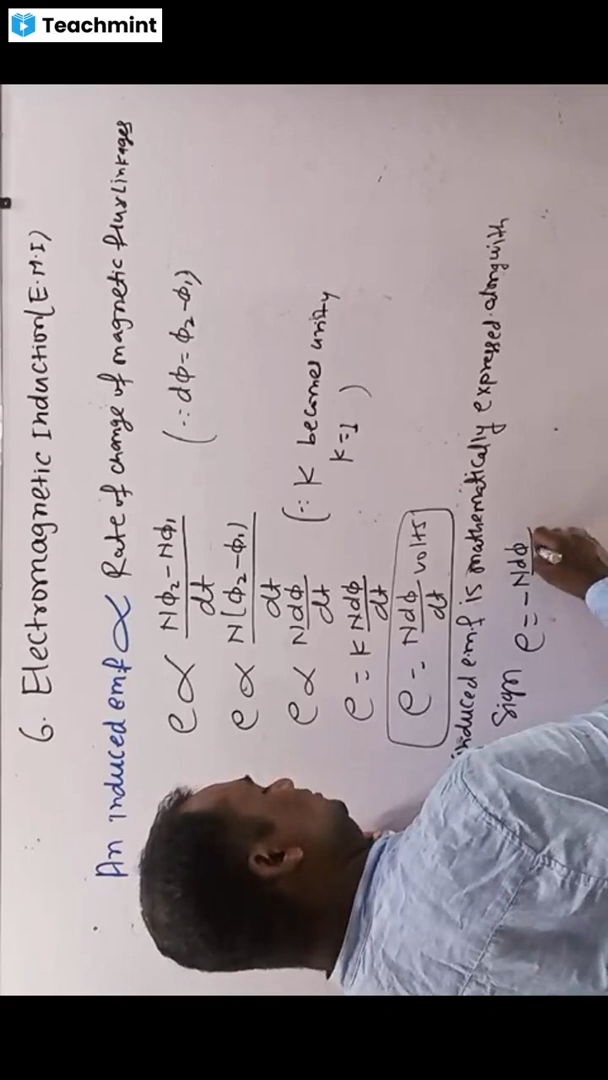 Teachmint
6. Electromagnetic Induction(E.M.I)
An induced emf ∝ Rate of change of magnetic flux linkages
e ∝ Nφ₂-Nφ₁ / dt (∵ dφ = φ₂-φ₁)
e ∝ N(φ₂-φ₁) / dt
e ∝ Ndφ / dt (∵ K becomes unity
e = K Ndφ / dt K=1 )
e = Ndφ / dt volts
induced e.m.f is mathematically expressed along with
sign e = - Ndφ